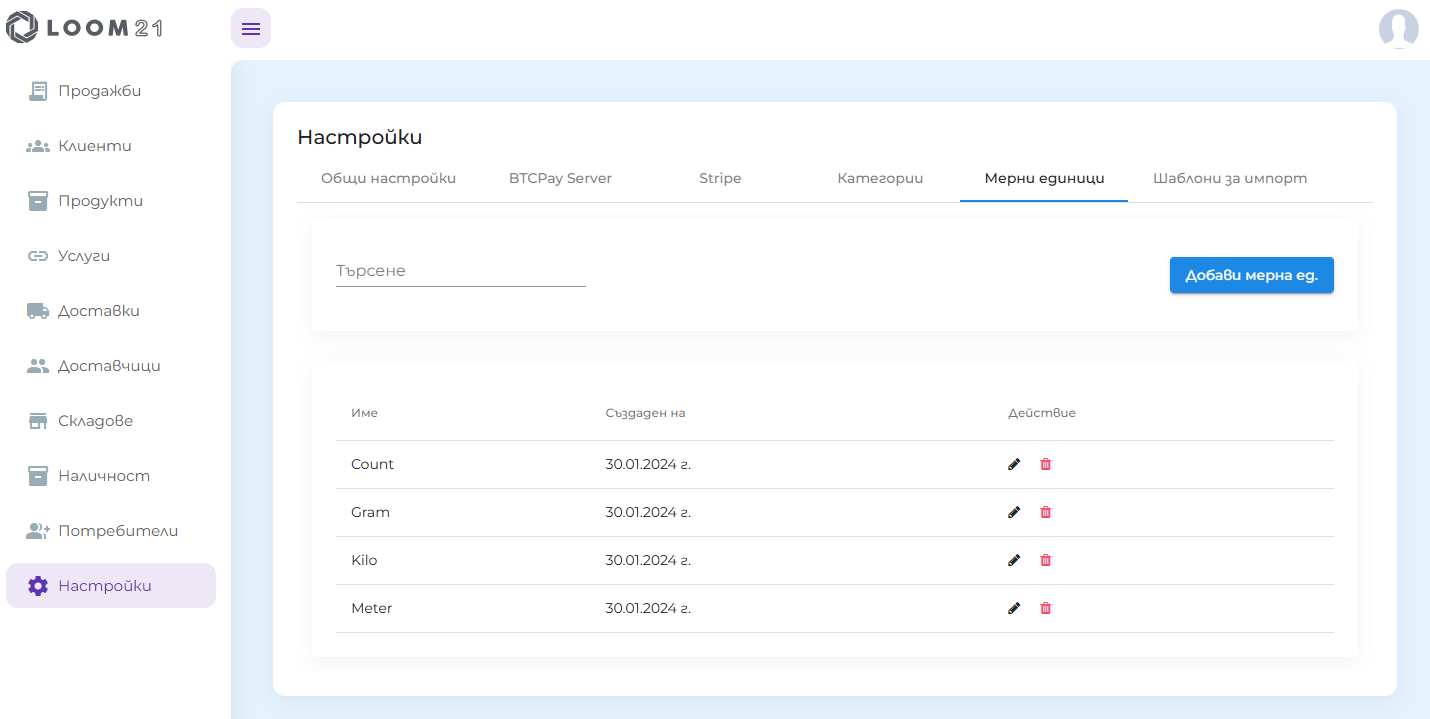 LOOM21
Продажби
Клиенти
Продукти
Услуги
Доставки
Доставчици
Складове
Наличност
Потребители
Настройки
Настройки
Общи настройки BTCPay Server Stripe Категории Мерни единици Шаблони за импорт
Търсене Добави мерна ед.
Име Създаден на Действие
Count 30.01.2024 г.
Gram 30.01.2024 г.
Kilo 30.01.2024 г.
Meter 30.01.2024 г.